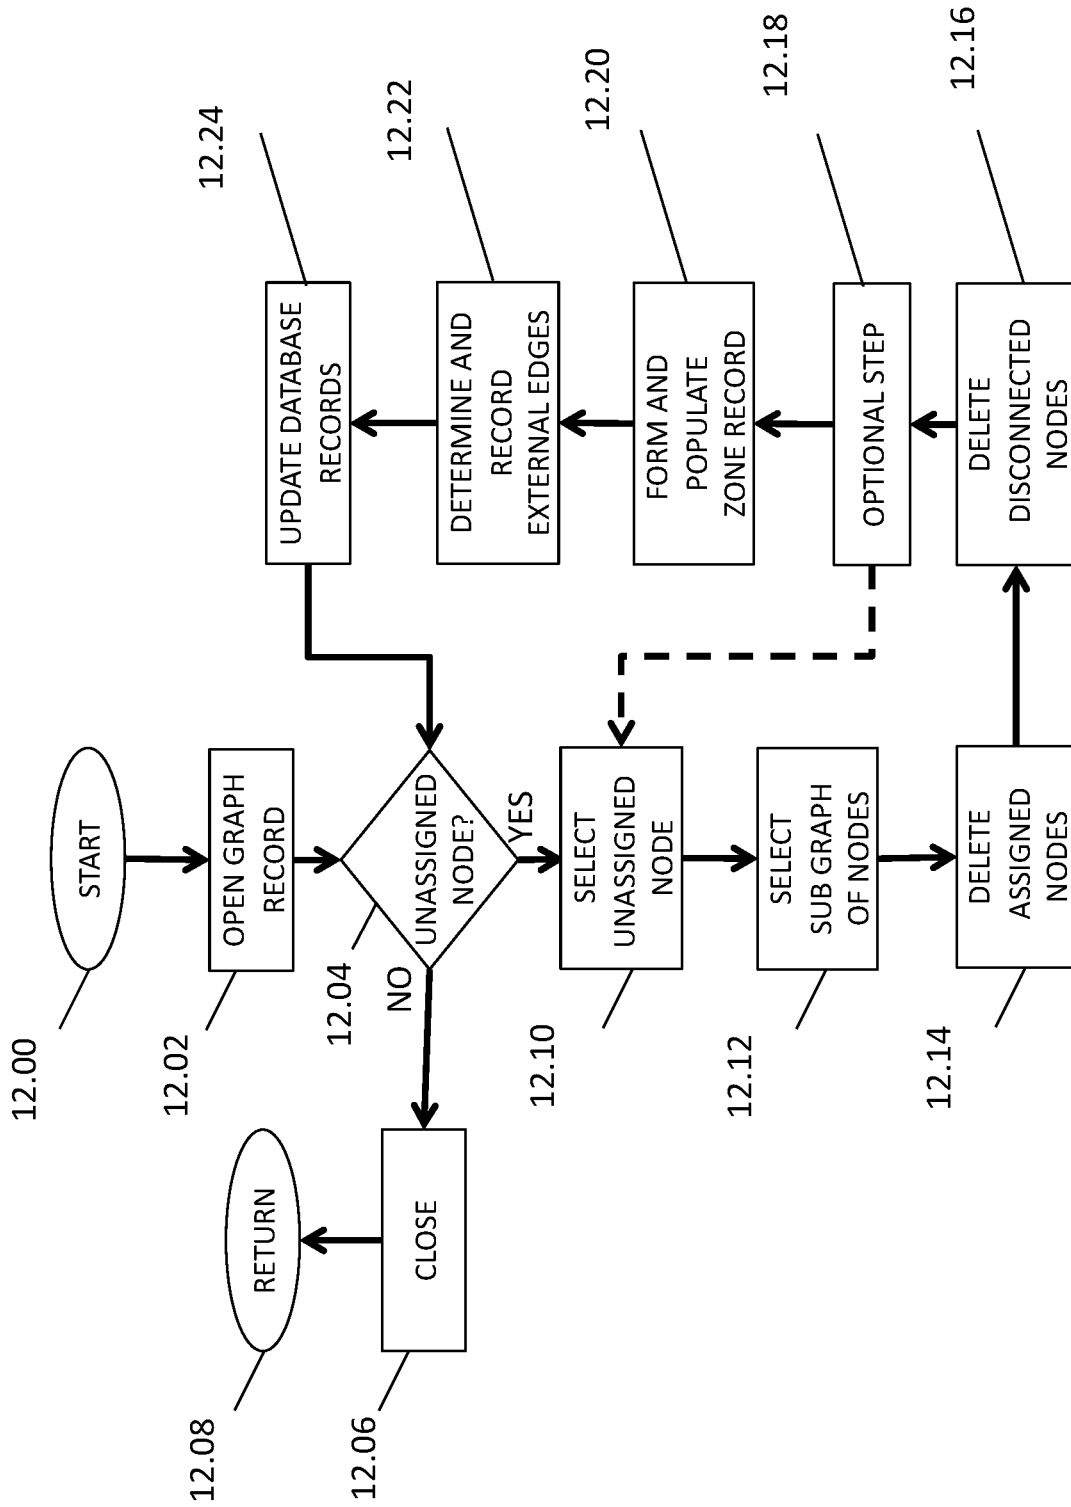 12.00
START
12.02
OPEN GRAPH
RECORD
12.04
UNASSIGNED
NODE?
NO
YES
12.06
CLOSE
12.08
RETURN
12.10
SELECT
UNASSIGNED
NODE
12.12
SELECT
SUB GRAPH
OF NODES
12.14
DELETE
ASSIGNED
NODES
12.16
DELETE
DISCONNECTED
NODES
12.18
OPTIONAL STEP
12.20
FORM AND
POPULATE
ZONE RECORD
12.22
DETERMINE AND
RECORD
EXTERNAL EDGES
12.24
UPDATE DATABASE
RECORDS